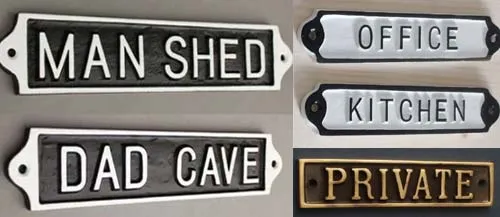 MAN SHED
DAD CAVE
OFFICE
KITCHEN
PRIVATE